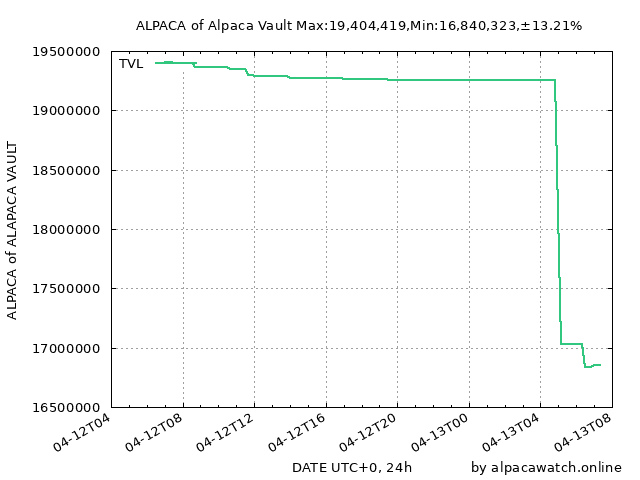 ALPACA of Alpaca Vault Max:19,404,419,Min:16,840,323,±13.21%
TVL
19500000
19000000
18500000
18000000
17500000
17000000
16500000
ALPACA of ALAPACA VAULT
04-12T04
04-12T08
04-12T12
04-12T16
04-12T20
04-13T00
04-13T04
04-13T08
DATE UTC+0, 24h
by alpacawatch.online